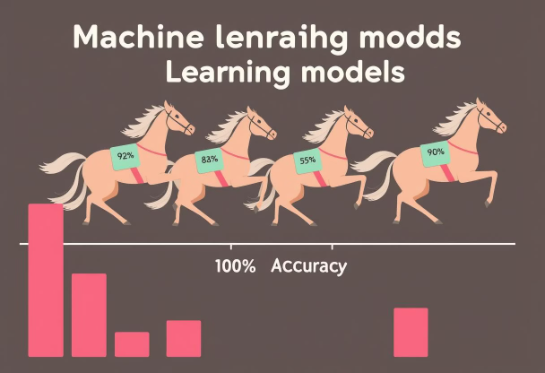 Machine lenraihg modds
Learning models
92%
83%
55%
90%
100% Accuracy